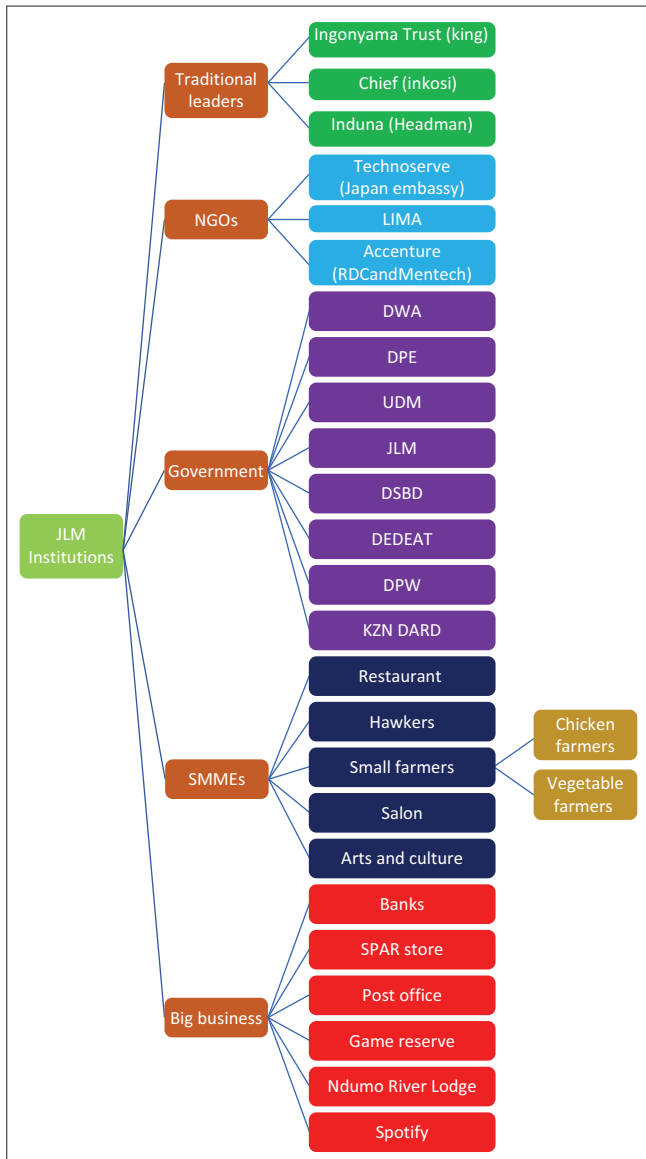 JLM
Institutions
Traditional
leaders
Ingonyama Trust (king)
Chief (inkosi)
Induna (Headman)
NGOs
Technoserve
(Japan embassy)
LIMA
Accenture
(RDCandMentech)
Government
DWA
DPE
UDM
JLM
DSBD
DEDEAT
DPW
KZN DARD
SMMEs
Restaurant
Hawkers
Small farmers
Chicken
farmers
Vegetable
farmers
Salon
Arts and culture
Big business
Banks
SPAR store
Post office
Game reserve
Ndumo River Lodge
Spotify